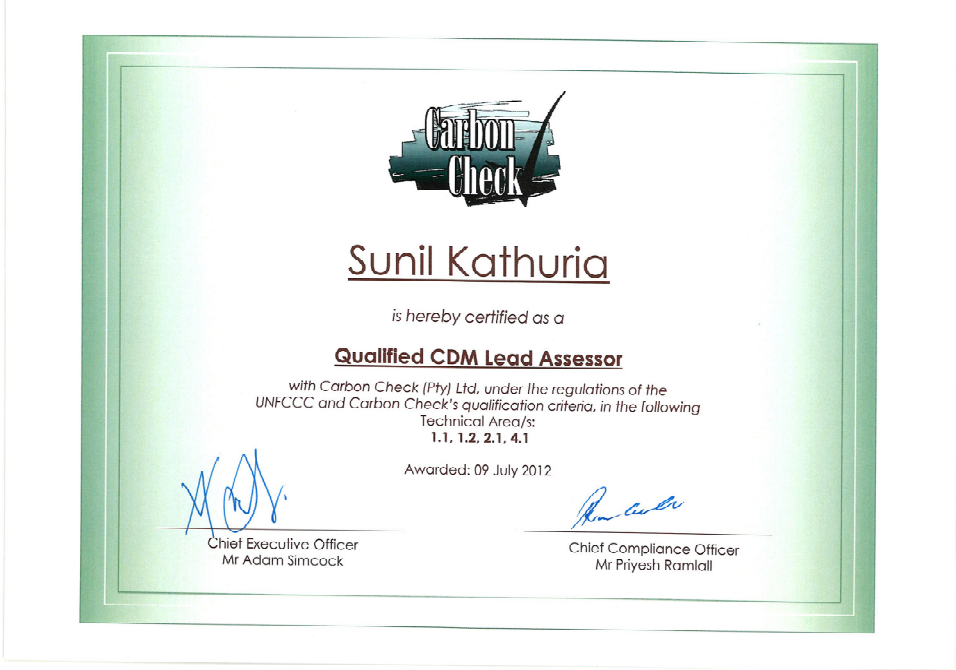 Carbon
Check
Sunil Kathuria
is hereby certified as a
Qualified CDM Lead Assessor
with Carbon Check (Pty) Ltd, under the regulations of the
UNFCCC and Carbon Check's qualification criteria, in the following
Technical Area/s:
1.1, 1.2, 2.1, 4.1
Awarded: 09 July 2012
Chief Executive Officer
Mr Adam Simcock
Chief Compliance Officer
Mr Priyesh Ramlall